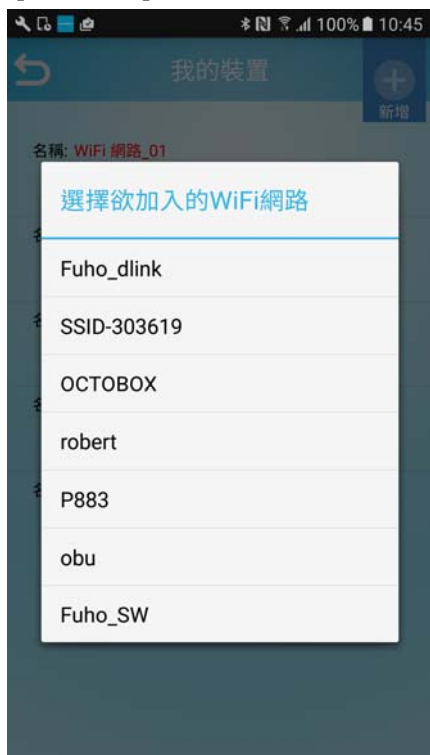 100% 10:45
我的裝置
新增
名稱: WiFi 網路_01
選擇欲加入的WiFi網路
Fuho_dlink
SSID-303619
OCTOBOX
robert
P883
obu
Fuho_SW